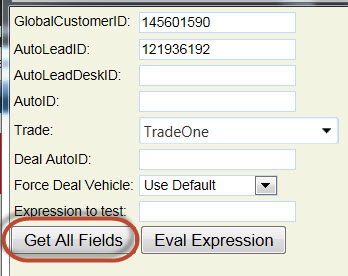 GlobalCustomerID: 145601590
AutoLeadID: 121936192
AutoLeadDeskID:
AutoID:
Trade: TradeOne
Deal AutoID:
Force Deal Vehicle: Use Default
Expression to test:
Get All Fields Eval Expression